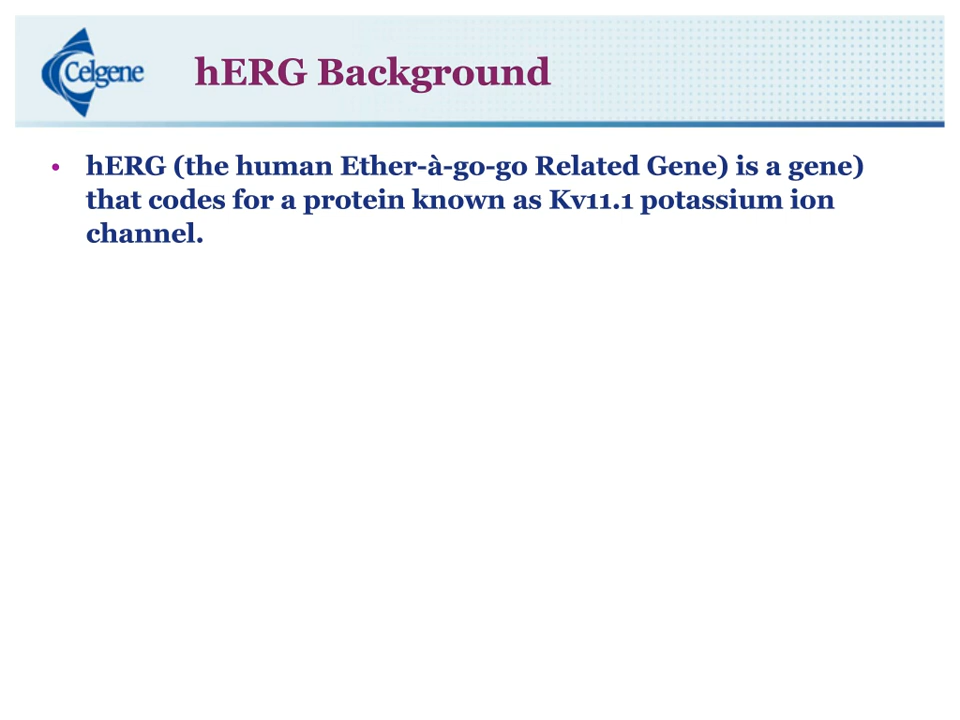 Celgene
hERG Background
• hERG (the human Ether-à-go-go Related Gene) is a gene)
that codes for a protein known as Kv11.1 potassium ion
channel.